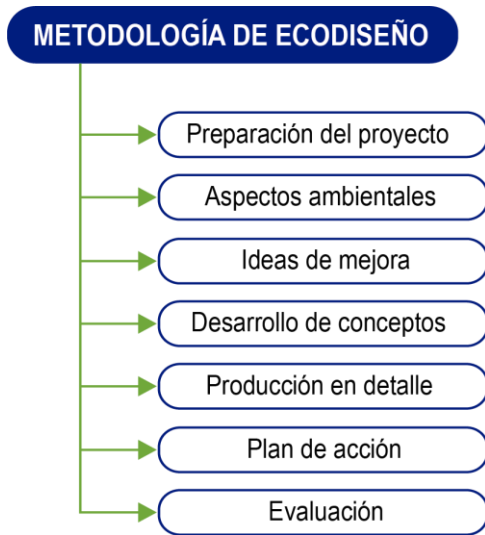 METODOLOGÍA DE ECODISEÑO
Preparación del proyecto
Aspectos ambientales
Ideas de mejora
Desarrollo de conceptos
Producción en detalle
Plan de acción
Evaluación